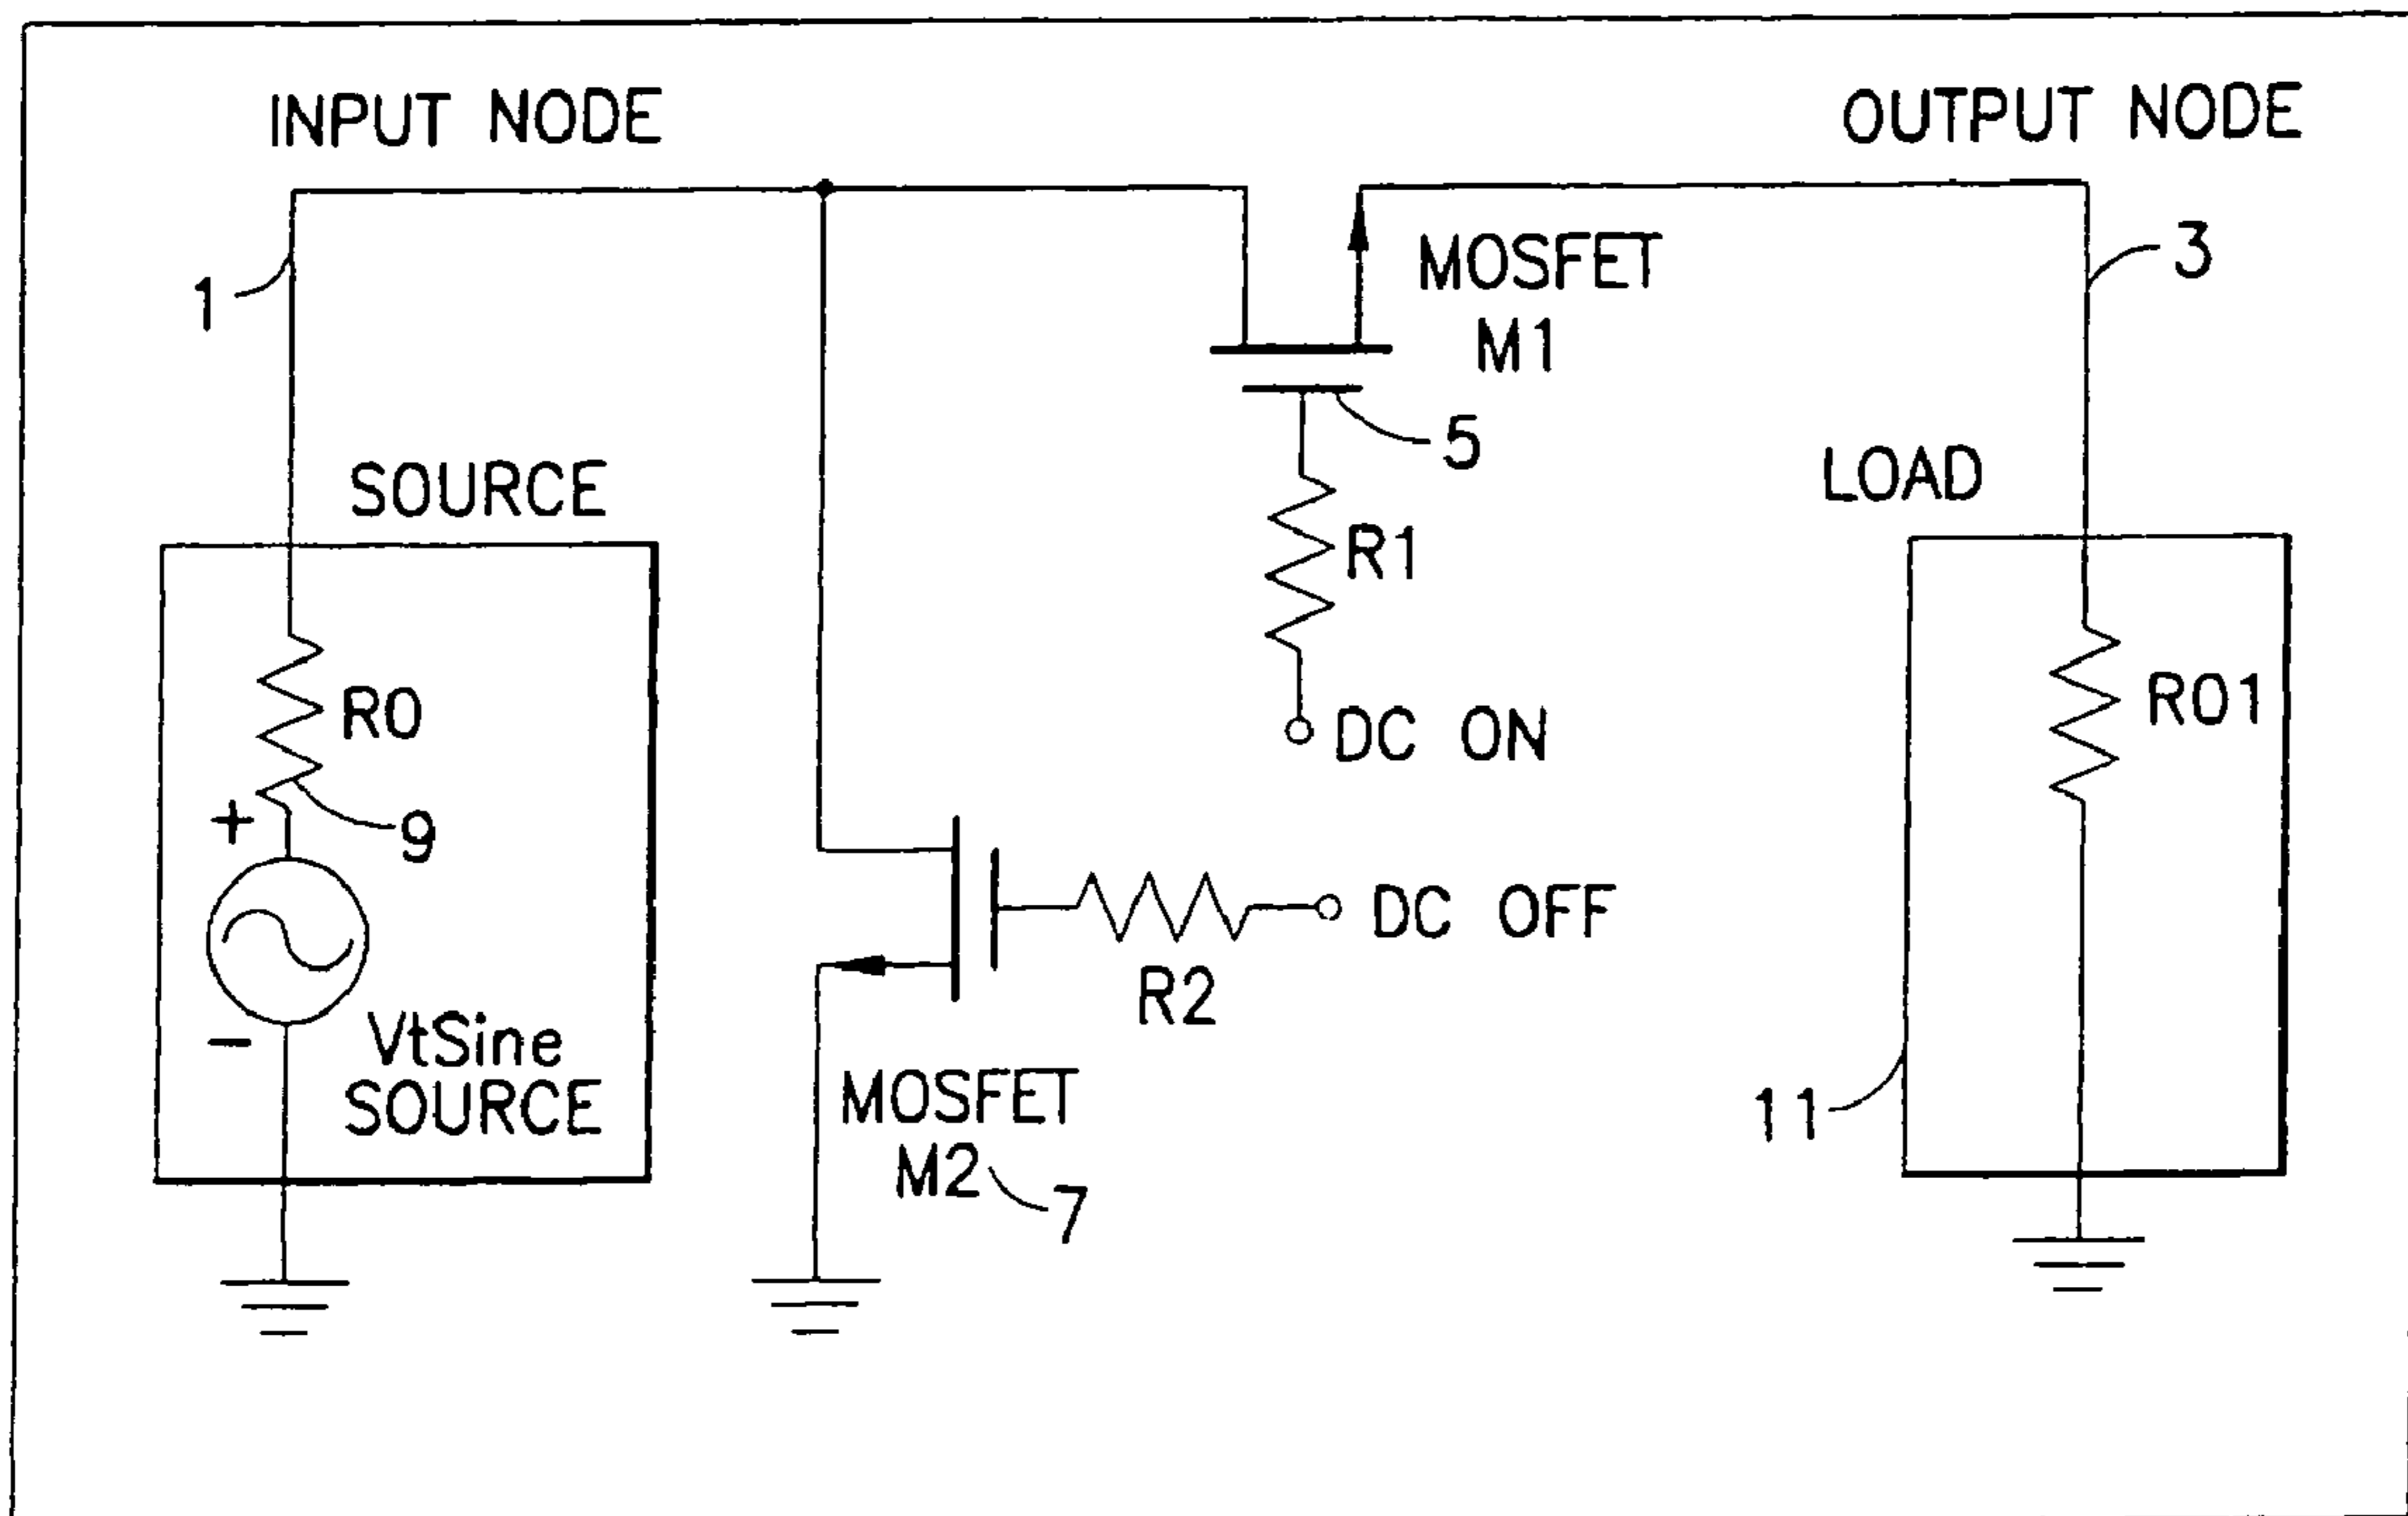 INPUT NODE
OUTPUT NODE
1
MOSFET
M1
3
5
SOURCE
LOAD
R1
R0
R01
DC ON
+
9
DC OFF
R2
-
VtSine
SOURCE
MOSFET
M2
7
11